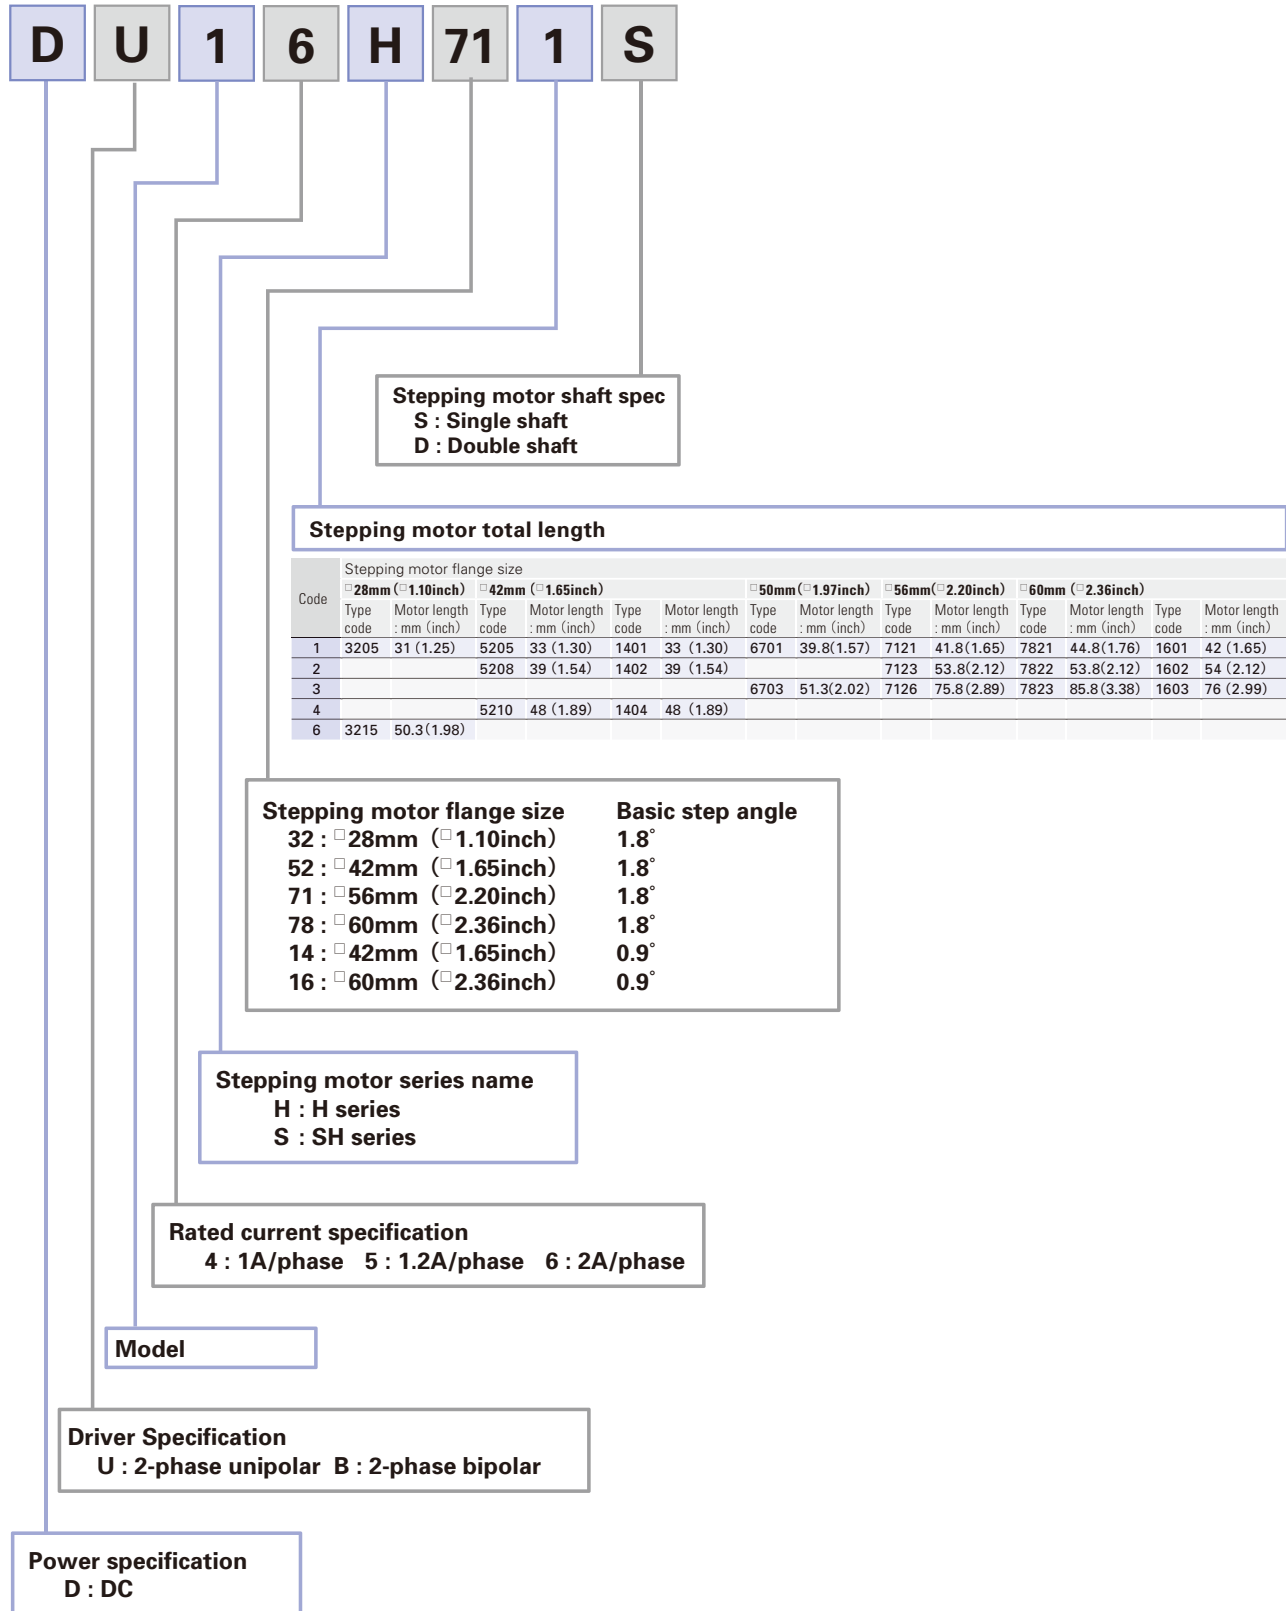 D U 1 6 H 71 1 S
Stepping motor shaft spec
S : Single shaft
D : Double shaft
Stepping motor total length
Code
Stepping motor flange size
□28mm (□1.10inch) □42mm (□1.65inch) □50mm(□1.97inch) □56mm(□2.20inch) □60mm (□2.36inch)
Type Motor length Type Motor length Type Motor length Type Motor length Type Motor length Type Motor length Type Motor length
code : mm (inch) code : mm (inch) code : mm (inch) code : mm (inch) code : mm (inch) code : mm (inch) code : mm (inch)
1 3205 31 (1.25) 5205 33 (1.30) 1401 33 (1.30) 6701 39.8(1.57) 7121 41.8(1.65) 7821 44.8(1.76) 1601 42 (1.65)
2 5208 39 (1.54) 1402 39 (1.54) 7123 53.8(2.12) 7822 53.8(2.12) 1602 54 (2.12)
3 6703 51.3(2.02) 7126 75.8(2.89) 7823 85.8(3.38) 1603 76 (2.99)
4 5210 48 (1.89) 1404 48 (1.89)
6 3215 50.3(1.98)
Stepping motor flange size Basic step angle
32 : □28mm (□1.10inch) 1.8°
52 : □42mm (□1.65inch) 1.8°
71 : □56mm (□2.20inch) 1.8°
78 : □60mm (□2.36inch) 1.8°
14 : □42mm (□1.65inch) 0.9°
16 : □60mm (□2.36inch) 0.9°
Stepping motor series name
H : H series
S : SH series
Rated current specification
4 : 1A/phase 5 : 1.2A/phase 6 : 2A/phase
Model
Driver Specification
U : 2-phase unipolar B : 2-phase bipolar
Power specification
D : DC